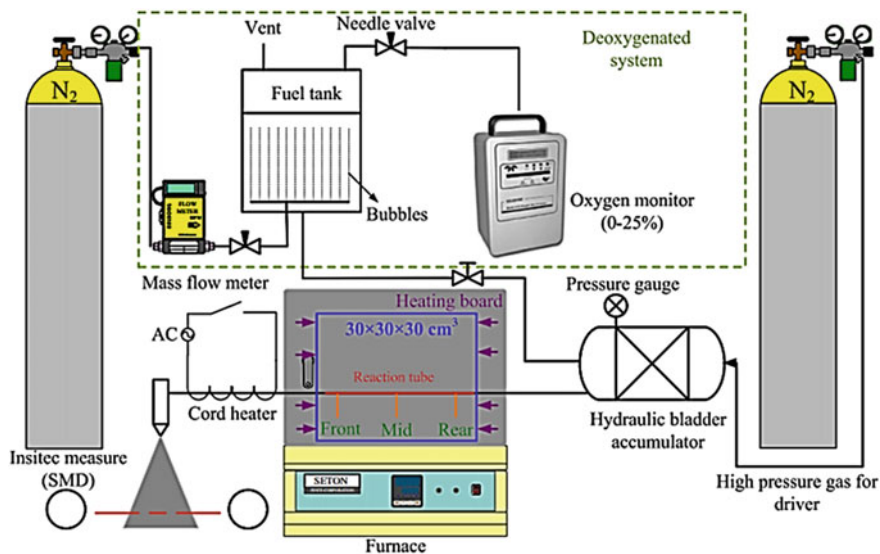 Vent
Needle valve
Deoxygenated
system
N2
N2
Fuel tank
FLOW
METER
Bubbles
Oxygen monitor
(0-25%)
Mass flow meter
Pressure gauge
Heating board
30×30×30 cm³
AC
Reaction tube
Cord heater
Front
Mid
Rear
Hydraulic bladder
accumulator
Insitec measure
(SMD)
SETON
High pressure gas for
driver
Furnace